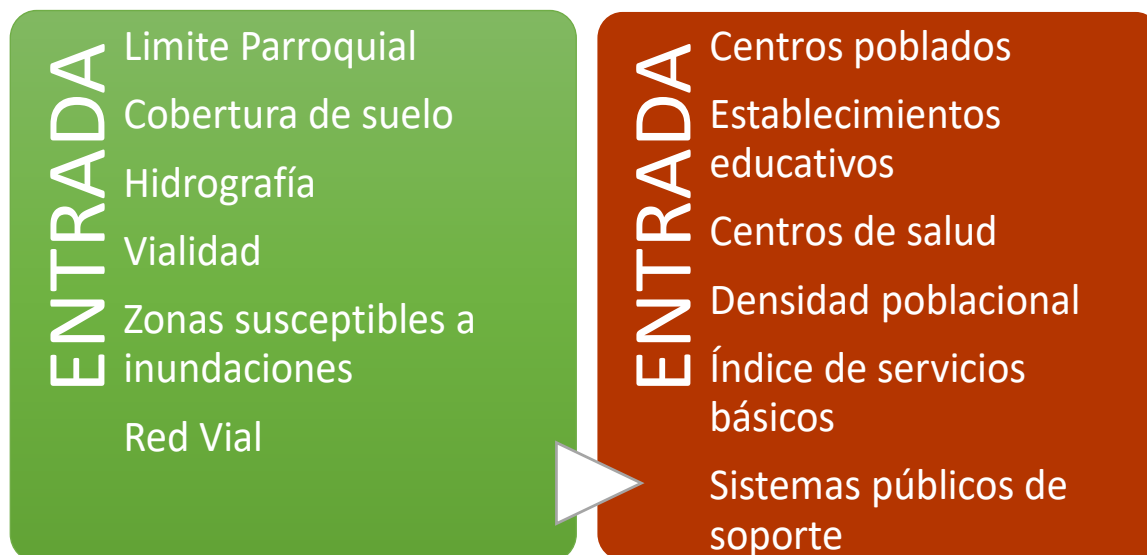 ENTRADA
Limite Parroquial
Cobertura de suelo
Hidrografía
Vialidad
Zonas susceptibles a
inundaciones
Red Vial
ENTRADA
Centros poblados
Establecimientos
educativos
Centros de salud
Densidad poblacional
Índice de servicios
básicos
Sistemas públicos de
soporte